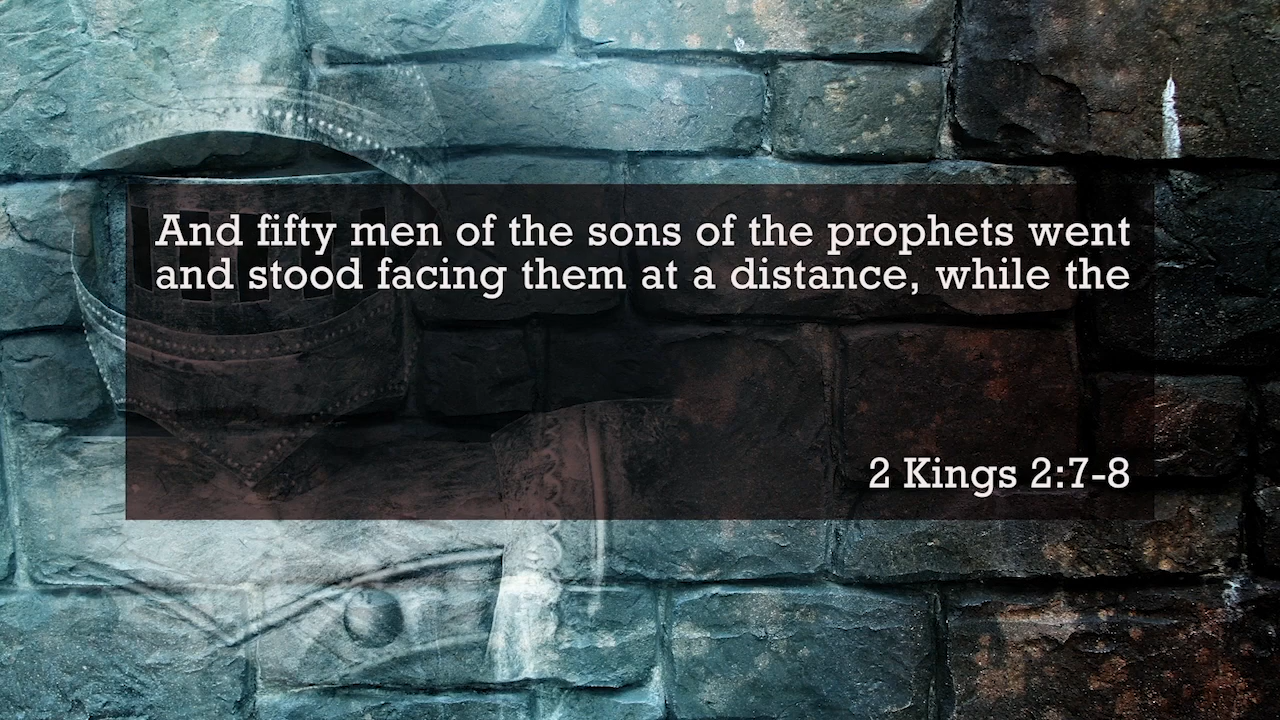 And fifty men of the sons of the prophets went
and stood facing them at a distance, while the
2 Kings 2:7-8